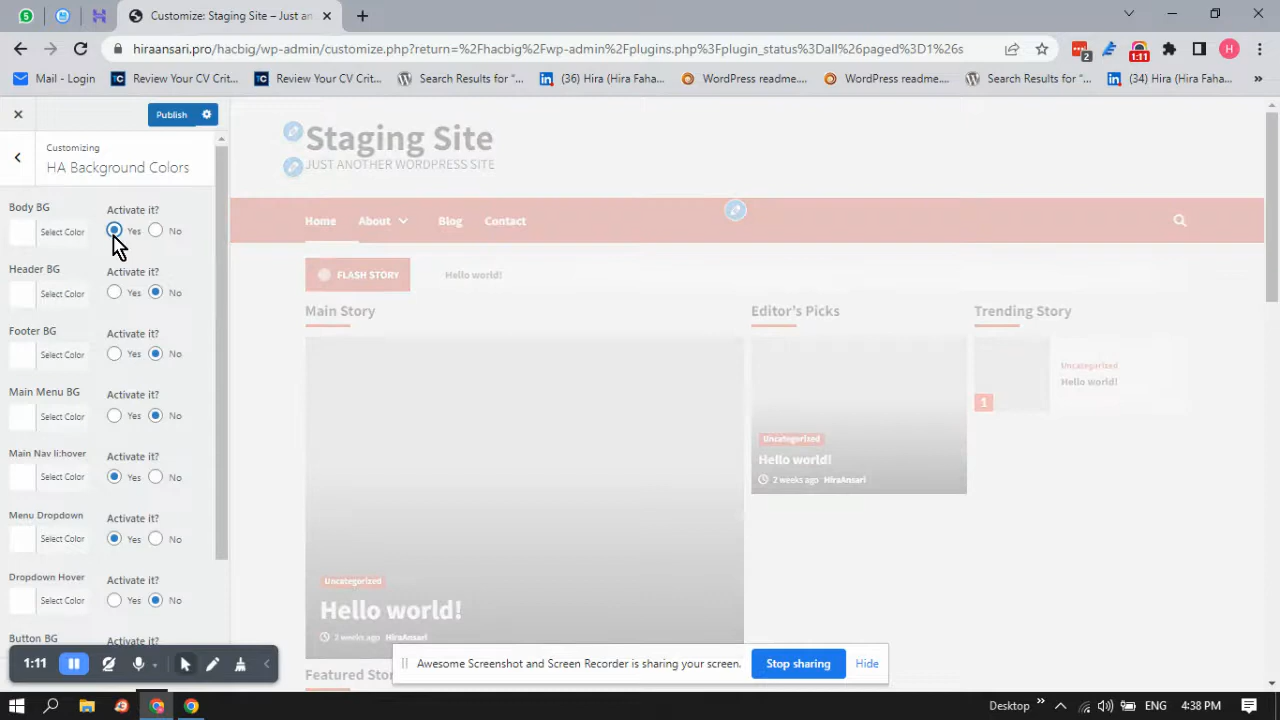 Customize Staging Site – Just an
hiraansari.pro/hacbig/wp-admin/customize.php?return=%2Fhacbig%2Fwp-admin%2Fplugins.php%3Fplugin_status%3Dall%26paged%3D1%26s
2
1:11
H
Mail - Login
Review Your CV Crit...
Review Your CV Crit...
Search Results for “...
(36) Hira (Faha...
WordPress readme....
WordPress readme....
Search Results for “...
(34) Hira (Faha...
»
Publish
Customizing
HA Background Colors
Body BG
Activate it?
Select Color
Yes
No
Header BG
Activate it?
Select Color
Yes
No
Footer BG
Activate it?
Select Color
Yes
No
Main Menu BG
Activate it?
Select Color
Yes
No
Main Nav li:hover
Activate it?
Select Color
Yes
No
Menu Dropdown
Activate it?
Select Color
Yes
No
Dropdown Hover
Activate it?
Select Color
Yes
No
Button BG
Activate it?
Staging Site
JUST ANOTHER WORDPRESS SITE
Home
About
Blog
Contact
FLASH STORY
Hello world!
Main Story
Editor's Picks
Trending Story
Uncategorized
Hello world!
1
Uncategorized
Hello world!
2 weeks ago HiraAnsari
Uncategorized
Hello world!
2 weeks ago HiraAnsari
Featured Stor
1:11
Awesome Screenshot and Screen Recorder is sharing your screen.
Stop sharing
Hide
Desktop
»
ENG
4:38 PM